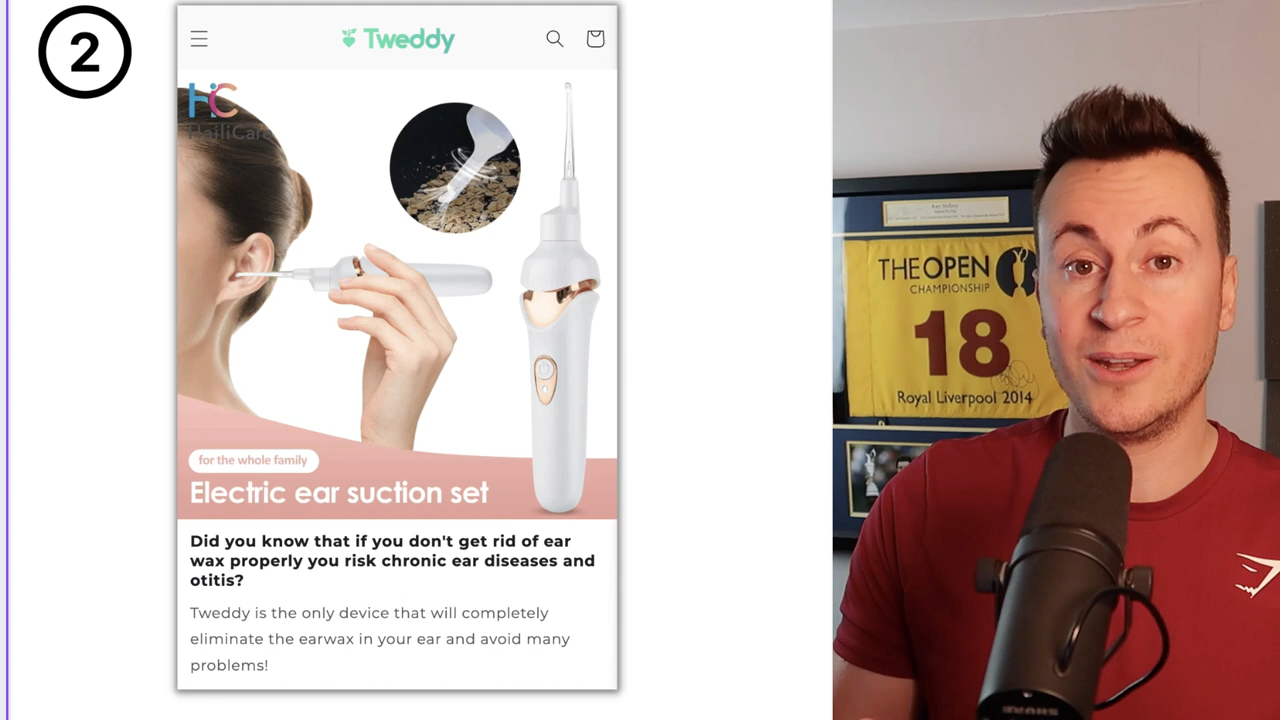 2
Tweddy
HC
HailiCare
for the whole family
Electric ear suction set
Did you know that if you don't get rid of ear
wax properly you risk chronic ear diseases and
otitis?
Tweddy is the only device that will completely
eliminate the earwax in your ear and avoid many
problems!
THE OPEN
CHAMPIONSHIP
18
Royal Liverpool 2014